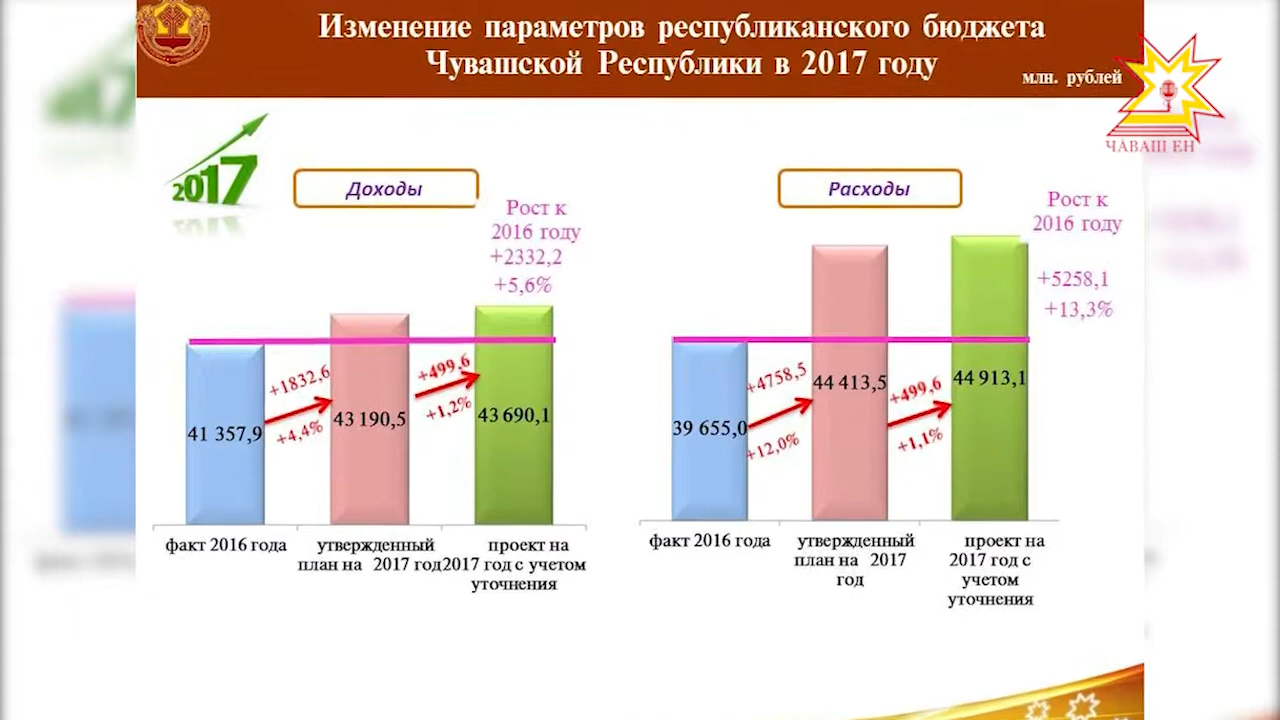 Изменение параметров республиканского бюджета
Чувашской Республики в 2017 году
млн. рублей
ЧӐВАШ ЕН
2017
Доходы
Рост к
2016 году
+2332,2
+5,6%
+1832,6
+4,4%
+499,6
+1,2%
41 357,9
43 190,5
43 690,1
факт 2016 года
утвержденный
план на 2017 год
проект на
2017 год с учетом
уточнения
Расходы
Рост к
2016 году
+5258,1
+13,3%
+4758,5
+12,0%
+499,6
+1,1%
39 655,0
44 413,5
44 913,1
факт 2016 года
утвержденный
план на 2017
год
проект на
2017 год с
учетом
уточнения